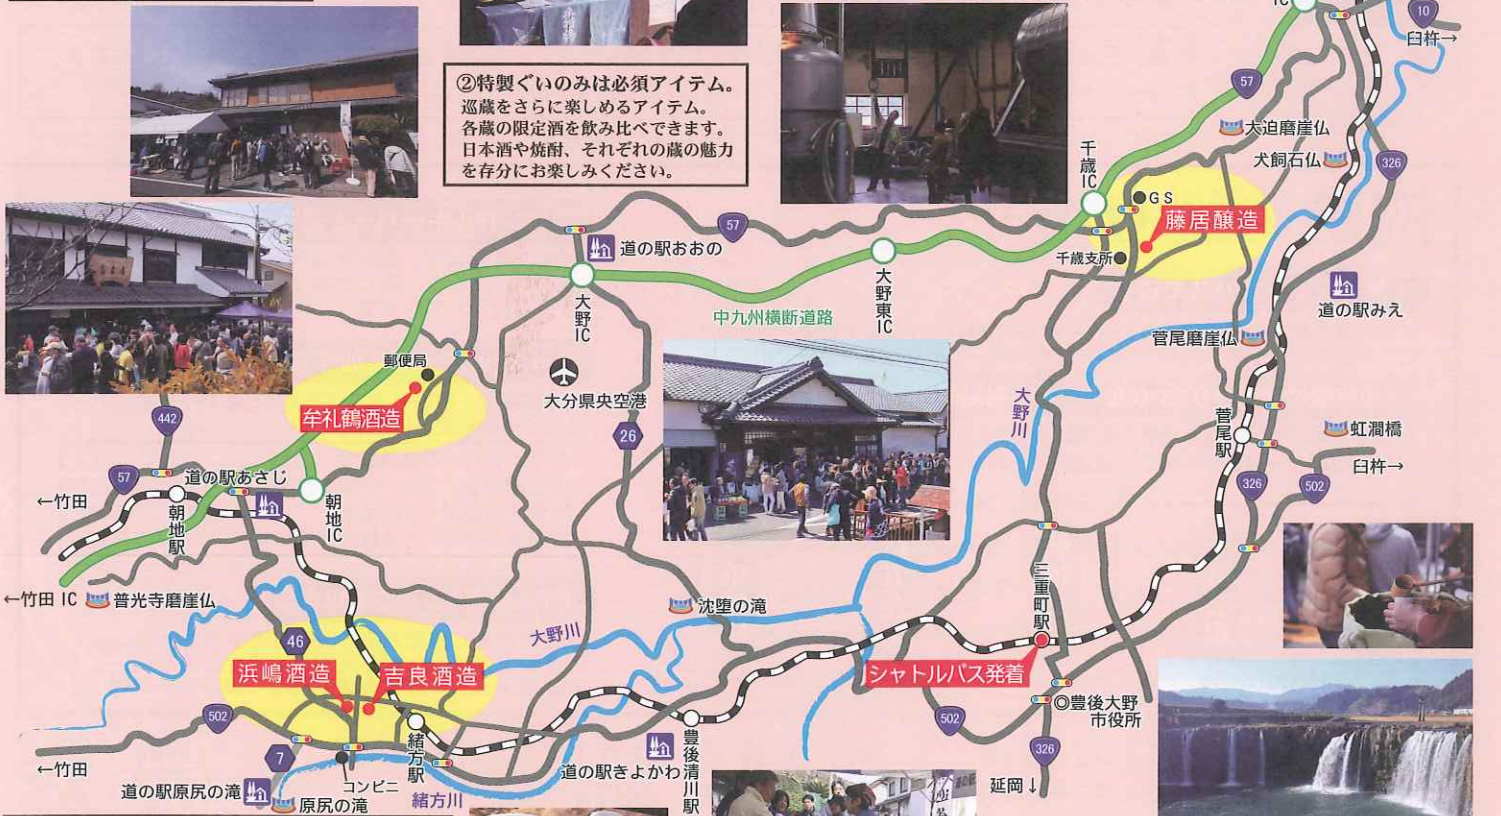 IC
10
臼杵→
②特製ぐいのみは必須アイテム。
巡蔵をさらに楽しめるアイテム。
各蔵の限定酒を飲み比べできます。
日本酒や焼酎、それぞれの蔵の魅力
を存分にお楽しみください。
57
大迫磨崖仏
犬飼石仏
326
千歳IC
GS
藤居醸造
千歳支所
57
道の駅おおの
大野IC
大野東IC
中九州横断道路
道の駅みえ
菅尾磨崖仏
郵便局
牟礼鶴酒造
大分県央空港
26
大野川
菅尾駅
虹澗橋
臼杵→
442
57
道の駅あさじ
←竹田
朝地駅
朝地IC
326
502
←竹田 IC
普光寺磨崖仏
沈堕の滝
三重町駅
46
大野川
浜嶋酒造
吉良酒造
シャトルバス発着
502
502
◎豊後大野
市役所
326
←竹田
7
緒方駅
道の駅きよかわ
豊後清川駅
道の駅原尻の滝
コンビニ
原尻の滝
緒方川
延岡↓